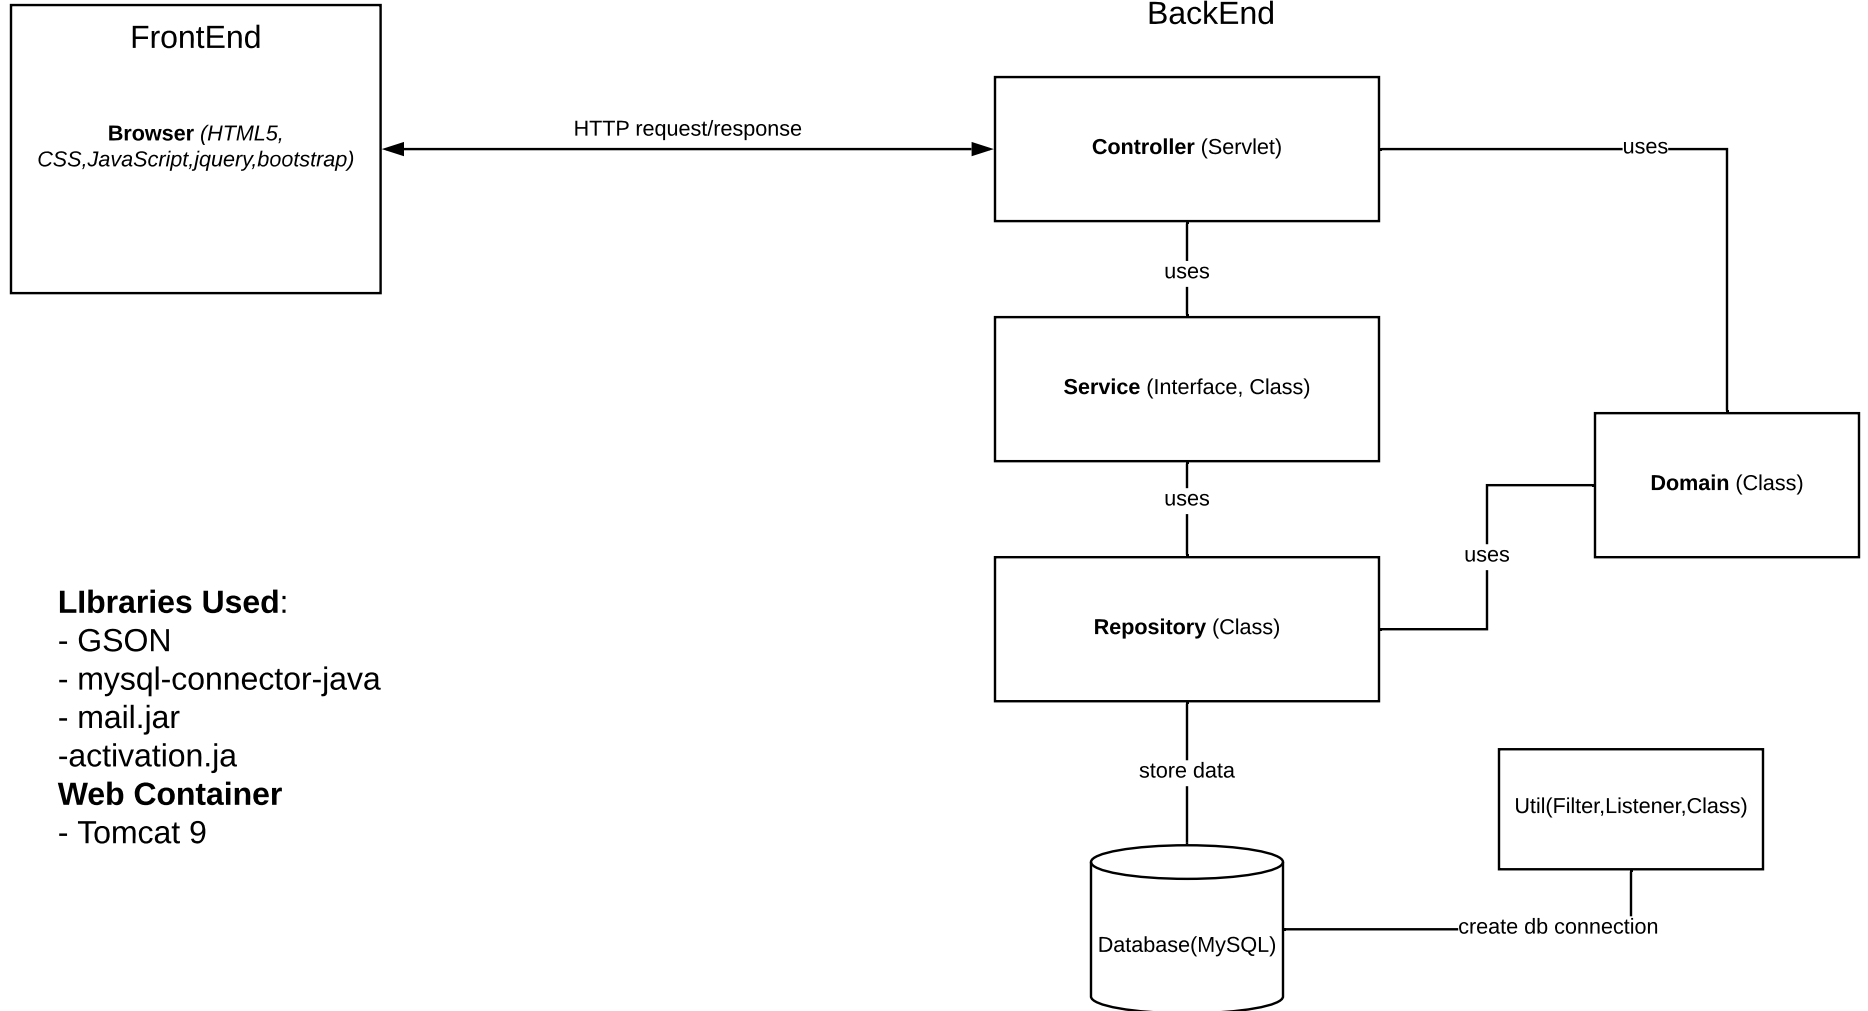 FrontEnd
Browser (HTML5,
CSS,JavaScript,jquery,bootstrap)
HTTP request/response
BackEnd
Controller (Servlet)
uses
uses
Service (Interface, Class)
uses
Domain (Class)
uses
Repository (Class)
store data
Util(Filter,Listener,Class)
create db connection
Database(MySQL)
LIbraries Used:
- GSON
- mysql-connector-java
- mail.jar
-activation.ja
Web Container
- Tomcat 9